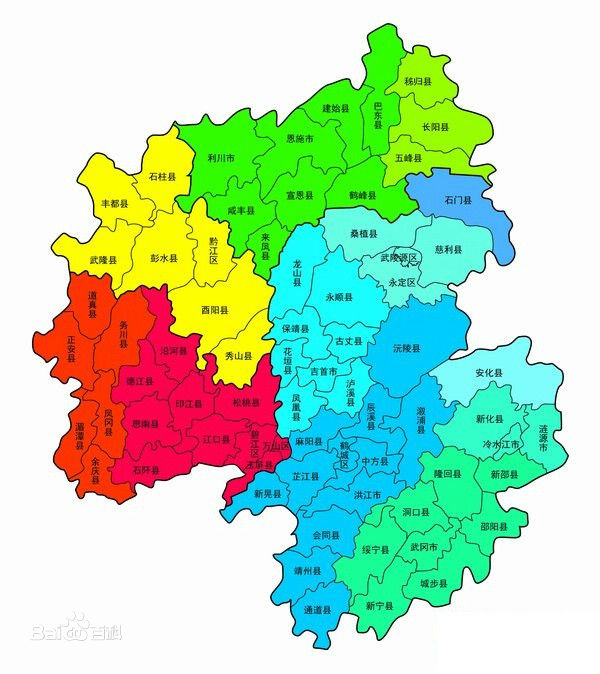 秭归县
建始县
巴东县
长阳县
恩施市
五峰县
利川市
石柱县
宣恩县
鹤峰县
石门县
丰都县
咸丰县
来凤县
桑植县
武陵源区
慈利县
黔江区
武隆县
彭水县
龙山县
永定区
永顺县
道真县
酉阳县
务川县
保靖县
古丈县
沅陵县
正安县
沿河县
秀山县
花垣县
吉首市
安化县
德江县
泸溪县
凤凰县
印江县
松桃县
辰溪县
溆浦县
凤冈县
思南县
新化县
涟源市
湄潭县
江口县
碧江区
万山区
麻阳县
鹤城区
冷水江市
玉屏县
中方县
余庆县
石阡县
芷江县
隆回县
新邵县
新晃县
洪江市
洞口县
邵阳县
会同县
绥宁县
武冈市
靖州县
城步县
通道县
新宁县
Baidu百科